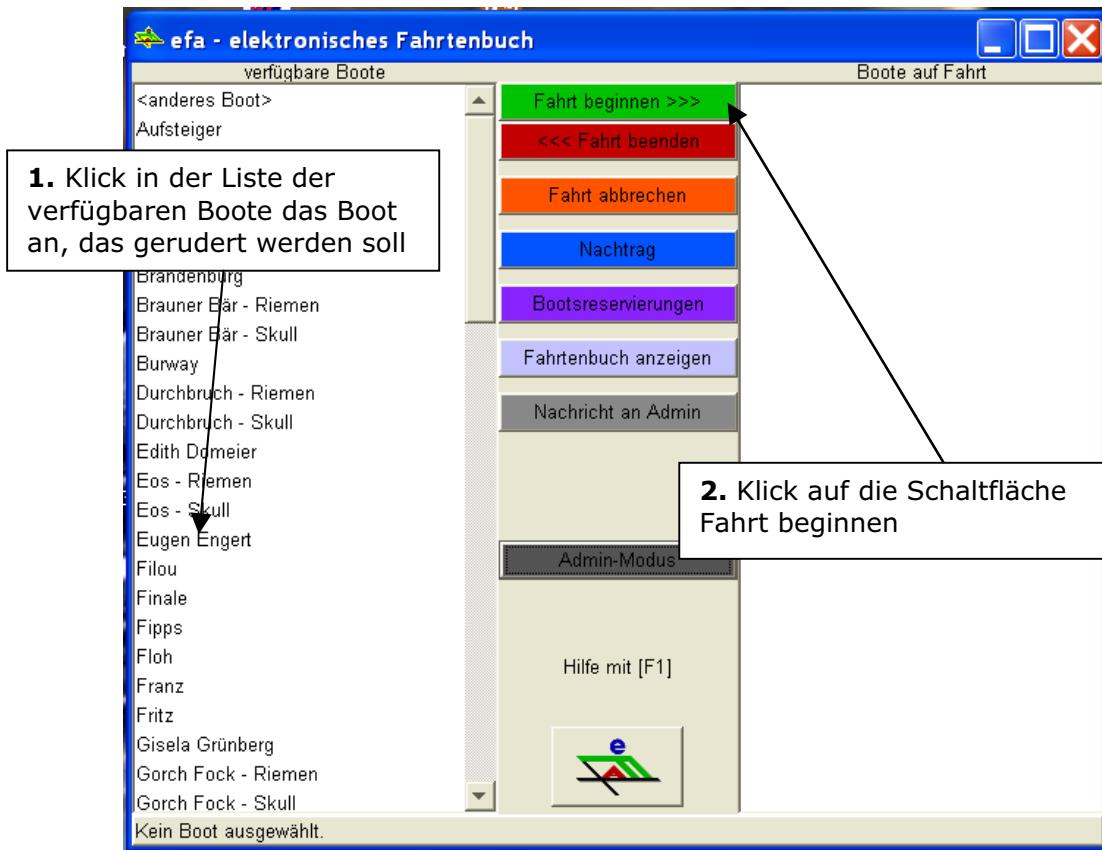 efa - elektronisches Fahrtenbuch
verfügbare Boote
Boote auf Fahrt
<anderes Boot>
Aufsteiger
1. Klick in der Liste der
verfügbaren Boote das Boot
an, das gerudert werden soll
Brandenburg
Brauner Bär - Riemen
Brauner Bär - Skull
Burway
Durchbruch - Riemen
Durchbruch - Skull
Edith Domeier
Eos - Riemen
Eos - Skull
Eugen Engert
Filou
Finale
Fipps
Floh
Franz
Fritz
Gisela Grünberg
Gorch Fock - Riemen
Gorch Fock - Skull
Fahrt beginnen >>>
<<< Fahrt beenden
Fahrt abbrechen
Nachtrag
Bootsreservierungen
Fahrtenbuch anzeigen
Nachricht an Admin
2. Klick auf die Schaltfläche
Fahrt beginnen
Admin-Modus
Hilfe mit [F1]
e
Kein Boot ausgewählt.